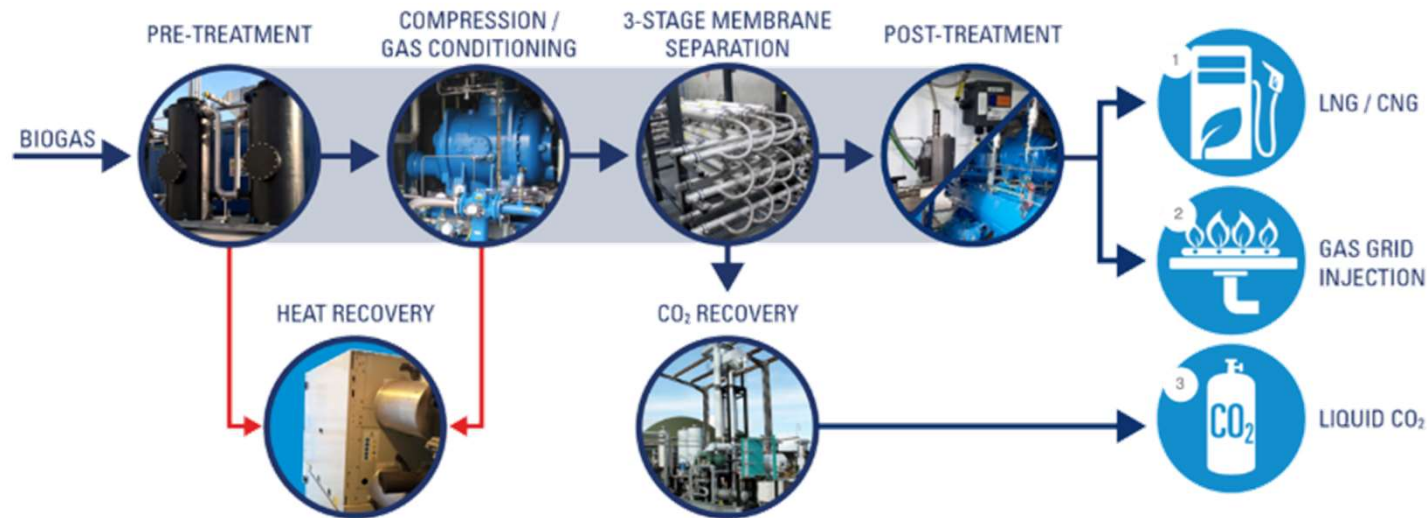 PRE-TREATMENT
COMPRESSION /
GAS CONDITIONING
3-STAGE MEMBRANE
SEPARATION
POST-TREATMENT
BIOGAS
1
LNG / CNG
2
GAS GRID
INJECTION
HEAT RECOVERY
CO₂ RECOVERY
3
CO₂
LIQUID CO₂